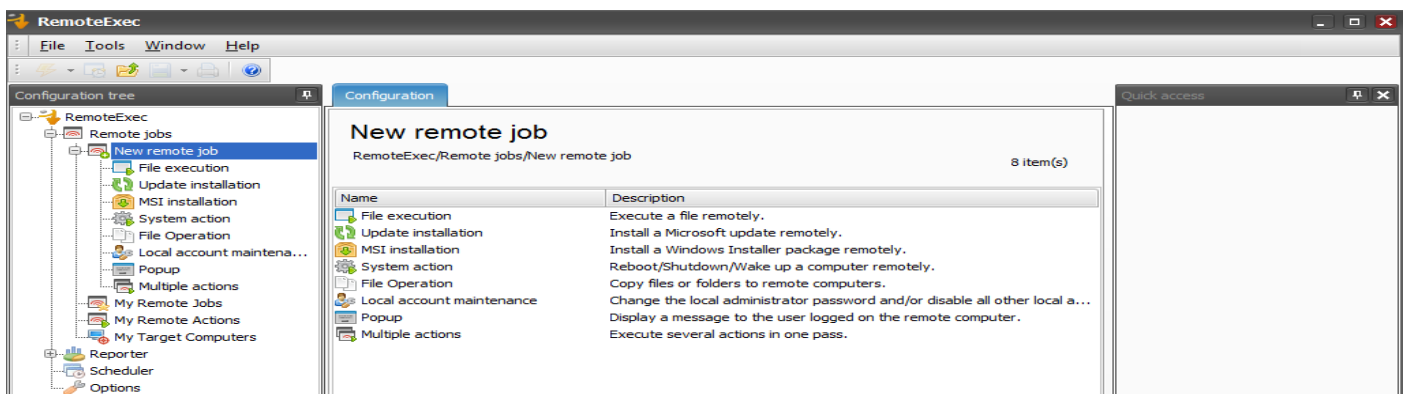 RemoteExec
File Tools Window Help
Configuration tree
RemoteExec
Remote jobs
New remote job
File execution
Update installation
MSI installation
System action
File Operation
Local account maintena...
Popup
Multiple actions
My Remote Jobs
My Remote Actions
My Target Computers
Reporter
Scheduler
Options
Configuration
New remote job
RemoteExec/Remote jobs/New remote job
8 item(s)
Name Description
File execution Execute a file remotely.
Update installation Install a Microsoft update remotely.
MSI installation Install a Windows Installer package remotely.
System action Reboot/Shutdown/Wake up a computer remotely.
File Operation Copy files or folders to remote computers.
Local account maintenance Change the local administrator password and/or disable all other local a...
Popup Display a message to the user logged on the remote computer.
Multiple actions Execute several actions in one pass.
Quick access